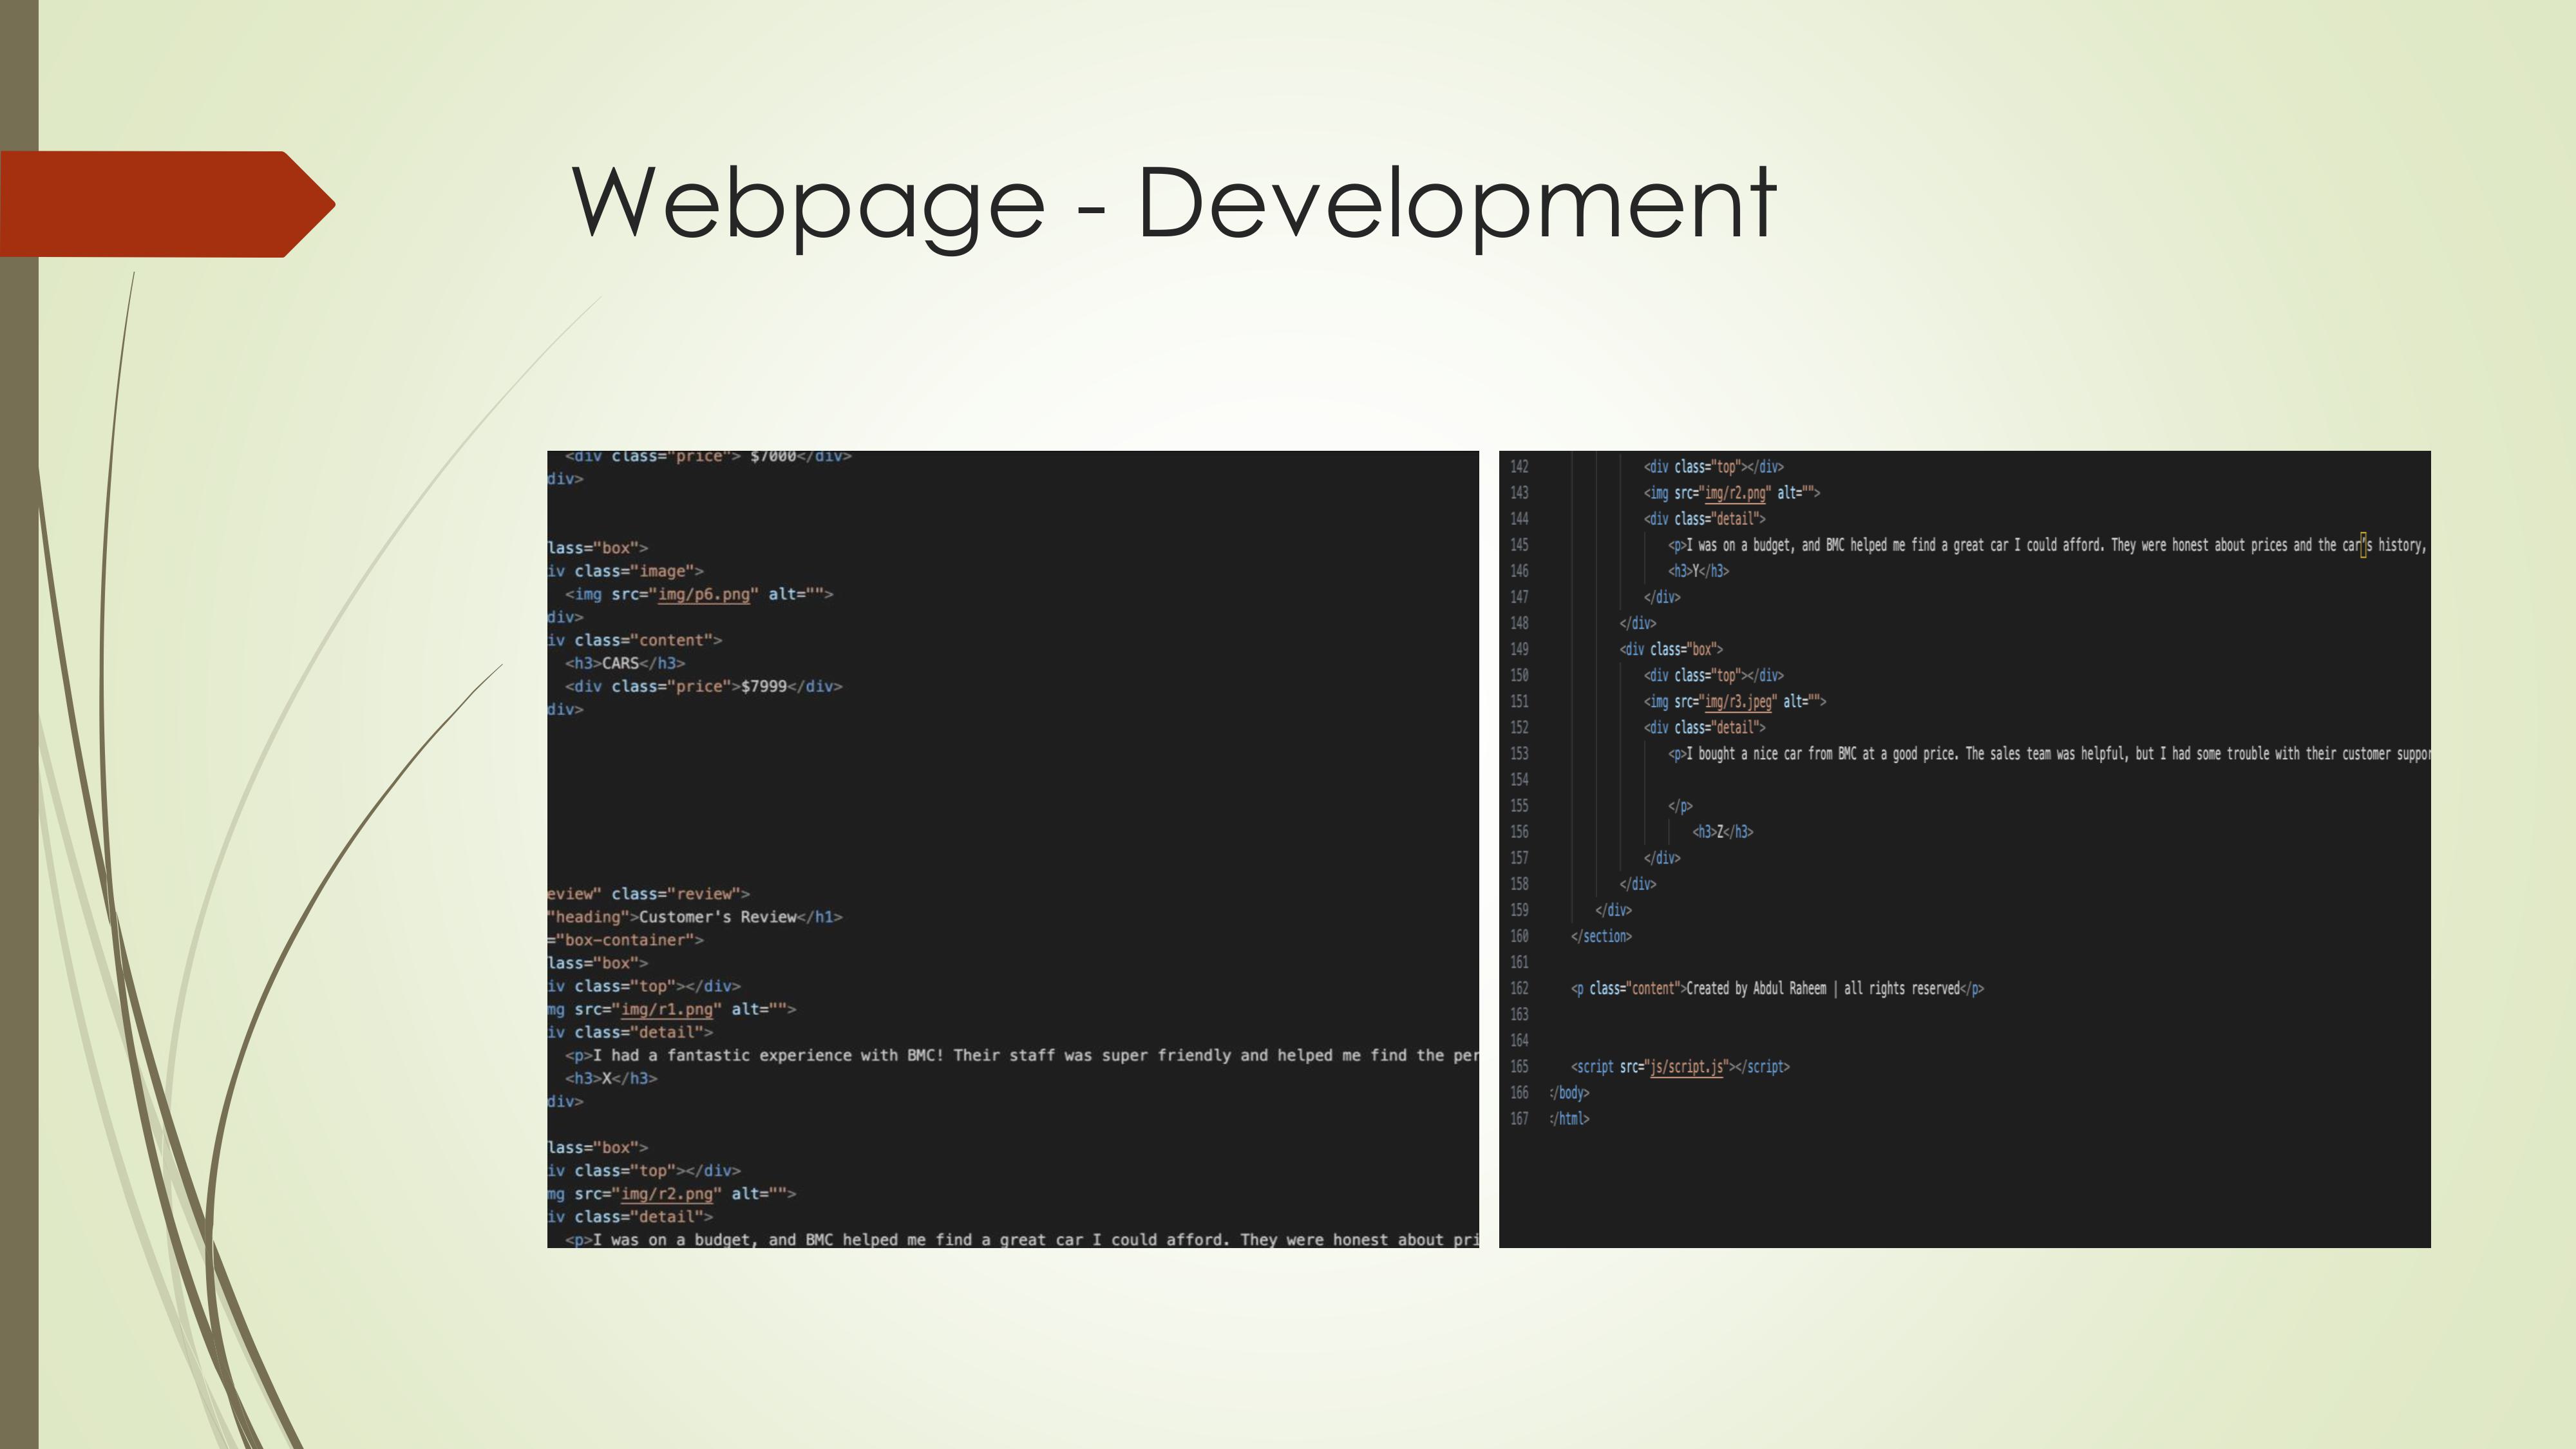 Webpage - Development
<div class="price"> $7000</div>
div>
lass="box">
iv class="image">
<img src="img/p6.png" alt="">
div>
iv class="content">
<h3>CARS</h3>
<div class="price">$7999</div>
div>
eview" class="review">
"heading">Customer's Review</h1>
="box-container">
lass="box">
iv class="top"></div>
mg src="img/r1.png" alt="">
iv class="detail">
<p>I had a fantastic experience with BMC! Their staff was super friendly and helped me find the per
<h3>X</h3>
div>
lass="box">
iv class="top"></div>
mg src="img/r2.png" alt="">
iv class="detail">
<p>I was on a budget, and BMC helped me find a great car I could afford. They were honest about pri
142 <div class="top"></div>
143 <img src="img/r2.png" alt="">
144 <div class="detail">
145 <p>I was on a budget, and BMC helped me find a great car I could afford. They were honest about prices and the car’s history,
146 <h3>Y</h3>
147 </div>
148 </div>
149 <div class="box">
150 <div class="top"></div>
151 <img src="img/r3.jpeg" alt="">
152 <div class="detail">
153 <p>I bought a nice car from BMC at a good price. The sales team was helpful, but I had some trouble with their customer suppor
154
155 </p>
156 <h3>Z</h3>
157 </div>
158 </div>
159 </div>
160 </section>
161
162 <p class="content">Created by Abdul Raheem | all rights reserved</p>
163
164
165 <script src="js/script.js"></script>
166 </body>
167 </html>